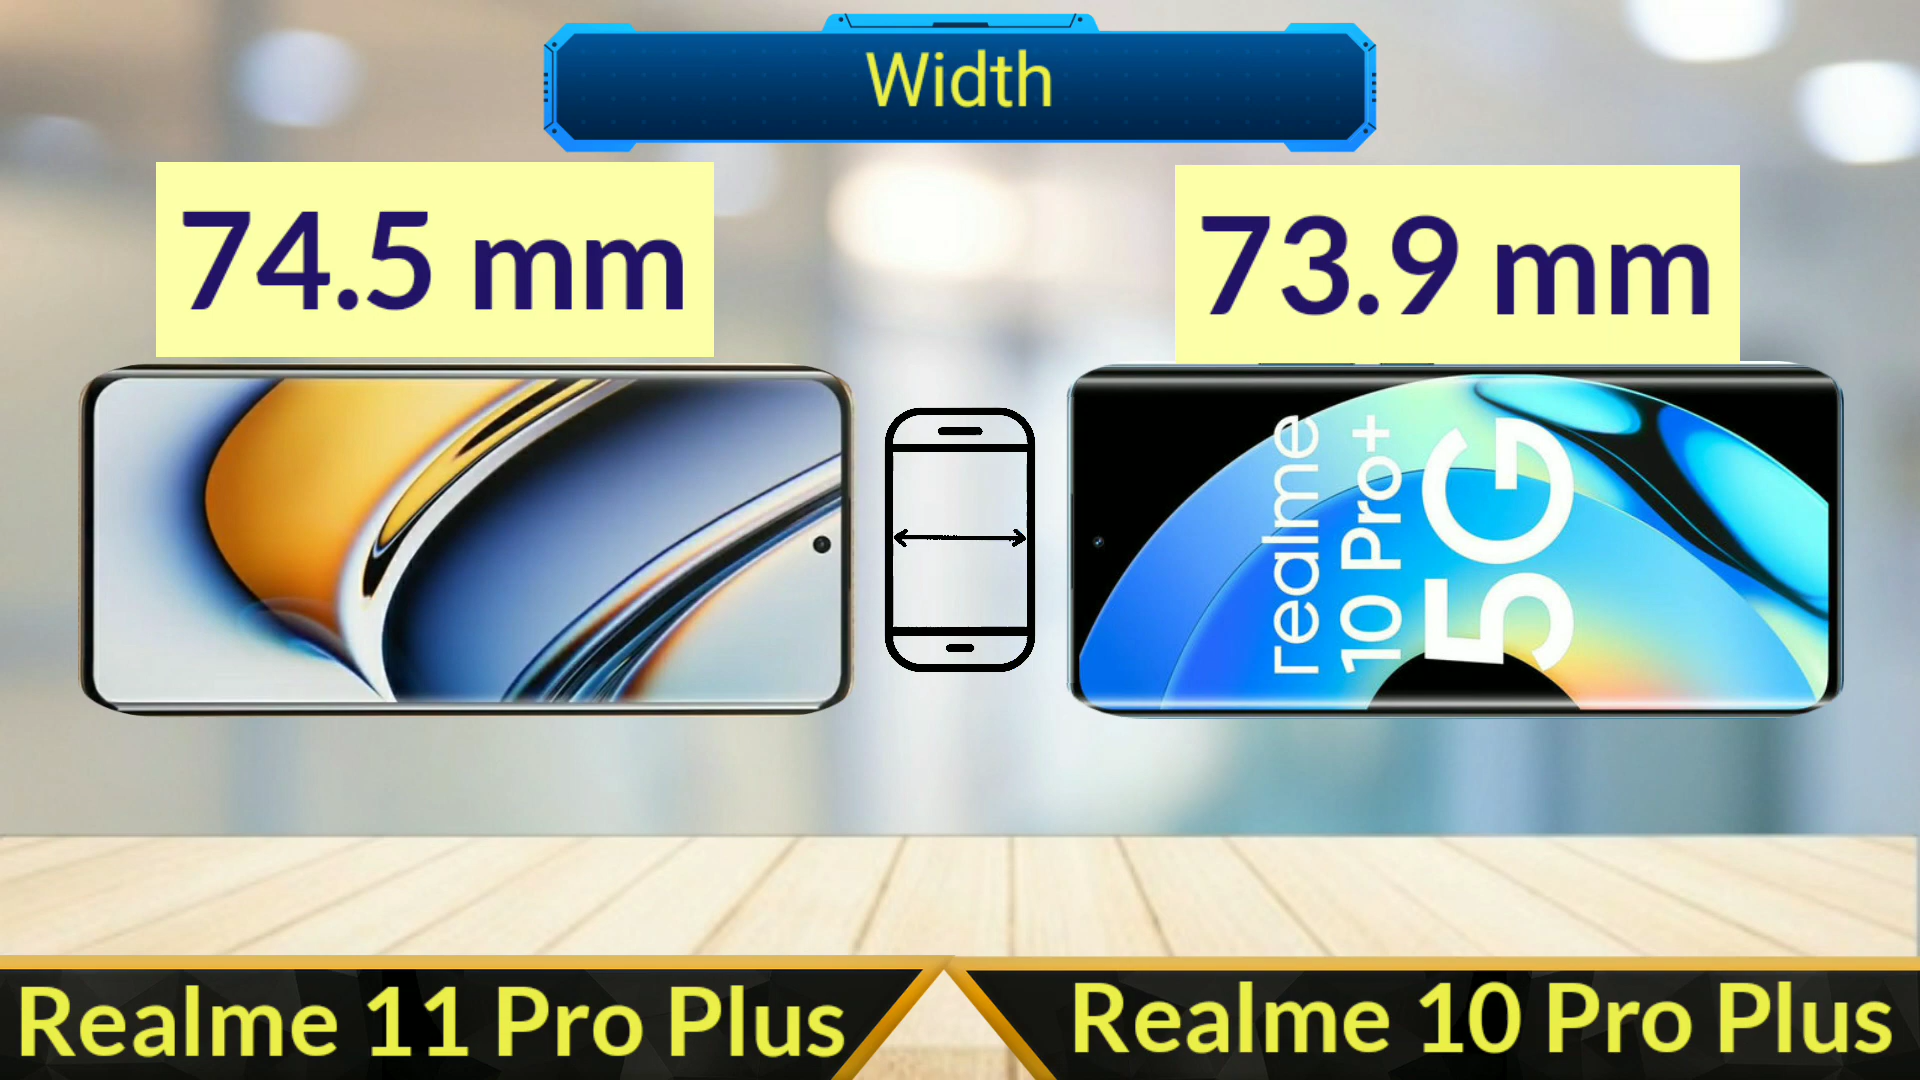 Width
74.5 mm
73.9 mm
realme
10 Pro+
5G
Realme 11 Pro Plus
Realme 10 Pro Plus